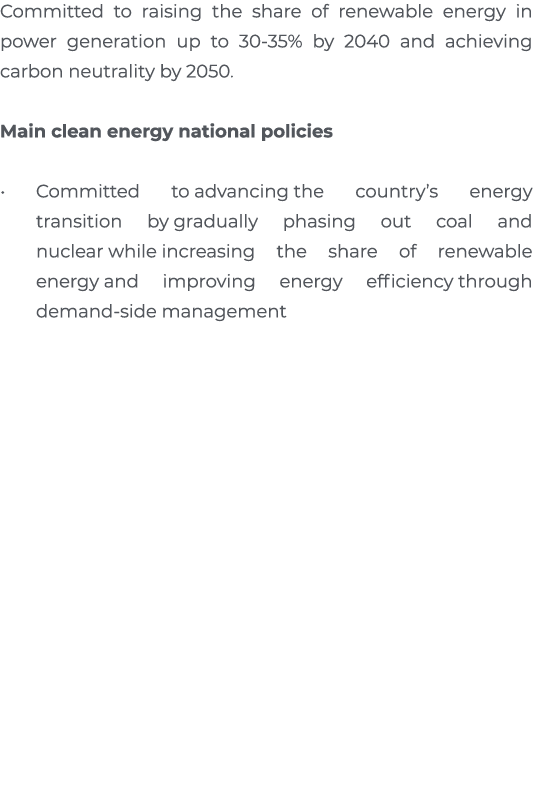 Committed to raising the share of renewable energy in
power generation up to 30-35% by 2040 and achieving
carbon neutrality by 2050.
Main clean energy national policies
• Committed to advancing the country’s energy
transition by gradually phasing out coal and
nuclear while increasing the share of renewable
energy and improving energy efficiency through
demand-side management